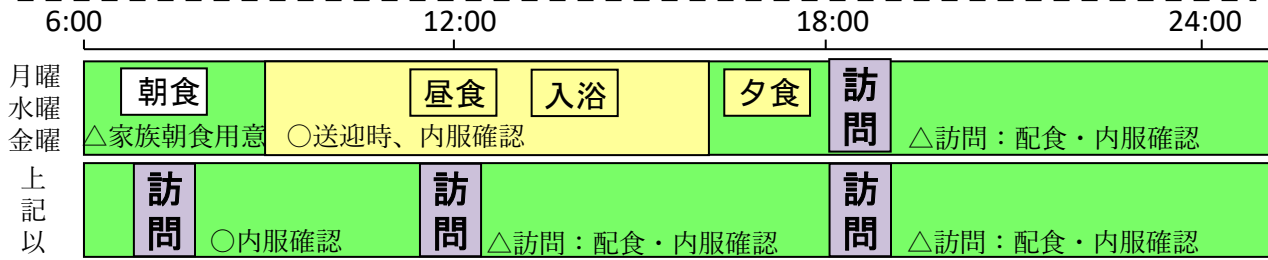 6:00 12:00 18:00 24:00
月曜
水曜
金曜
朝食
昼食
入浴
夕食
訪問
△家族朝食用意
○送迎時、内服確認
△訪問：配食・内服確認
上記以
訪問
○内服確認
訪問
△訪問：配食・内服確認
訪問
△訪問：配食・内服確認